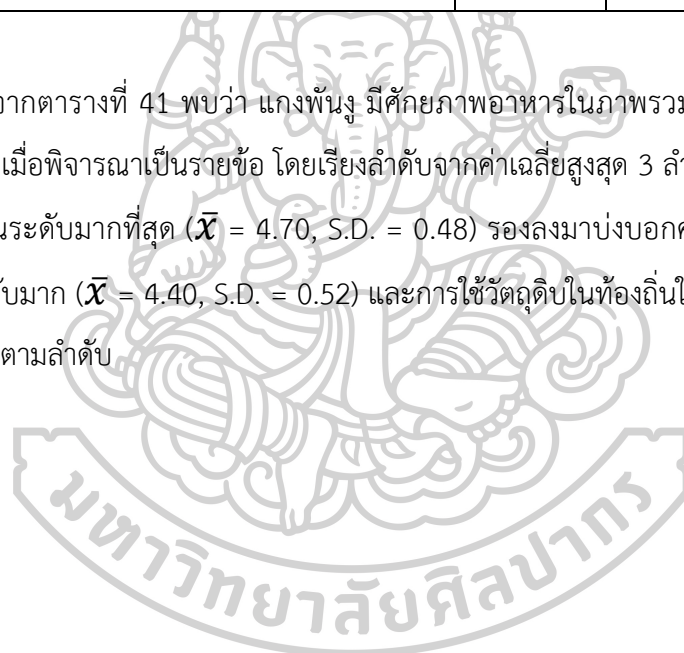 จากตารางที่ 41 พบว่า แกงพันงู มีศักยภาพอาหารในภาพรวม
เมื่อพิจารณาเป็นรายข้อ โดยเรียงลำดับจากค่าเฉลี่ยสูงสุด 3 ลำ
นระดับมากที่สุด (x̄ = 4.70, S.D. = 0.48) รองลงมาบ่งบอกค
ับมาก (x̄ = 4.40, S.D. = 0.52) และการใช้วัตถุดิบในท้องถิ่นใ
ตามลำดับ
มหาวิทยาลัยศิลปากร